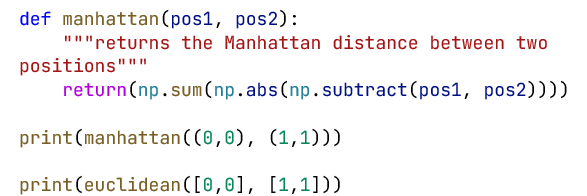 def manhattan(pos1, pos2):
    """returns the Manhattan distance between two
positions"""
    return(np.sum(np.abs(np.subtract(pos1, pos2))))

print(manhattan((0,0), (1,1)))

print(euclidean([0,0], [1,1]))